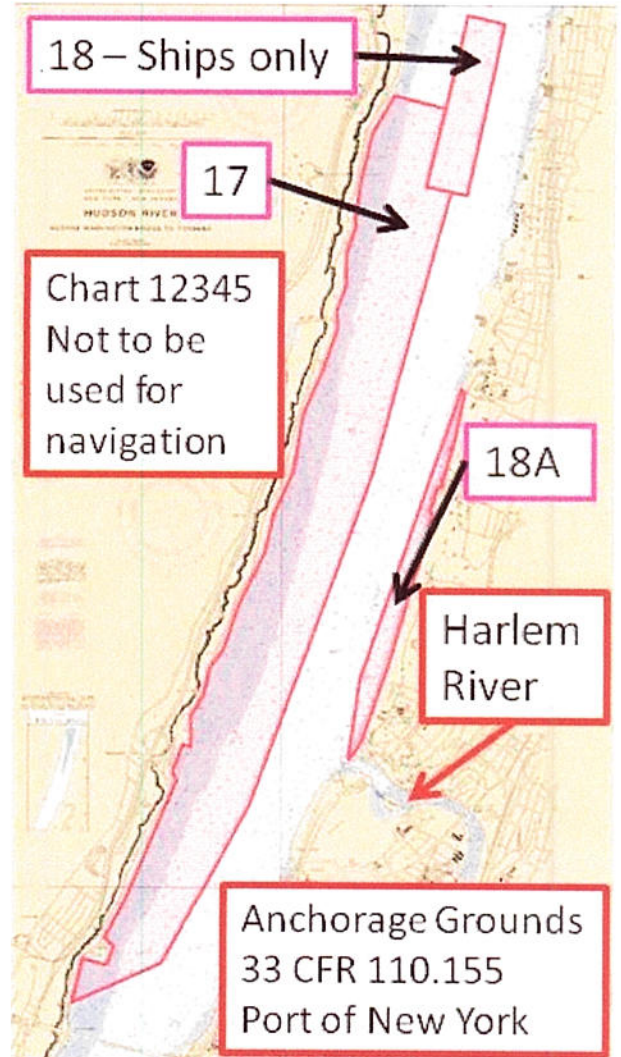 18 – Ships only
17
HUDSON RIVER
Chart 12345
Not to be
used for
navigation
18A
Harlem
River
Anchorage Grounds
33 CFR 110.155
Port of New York